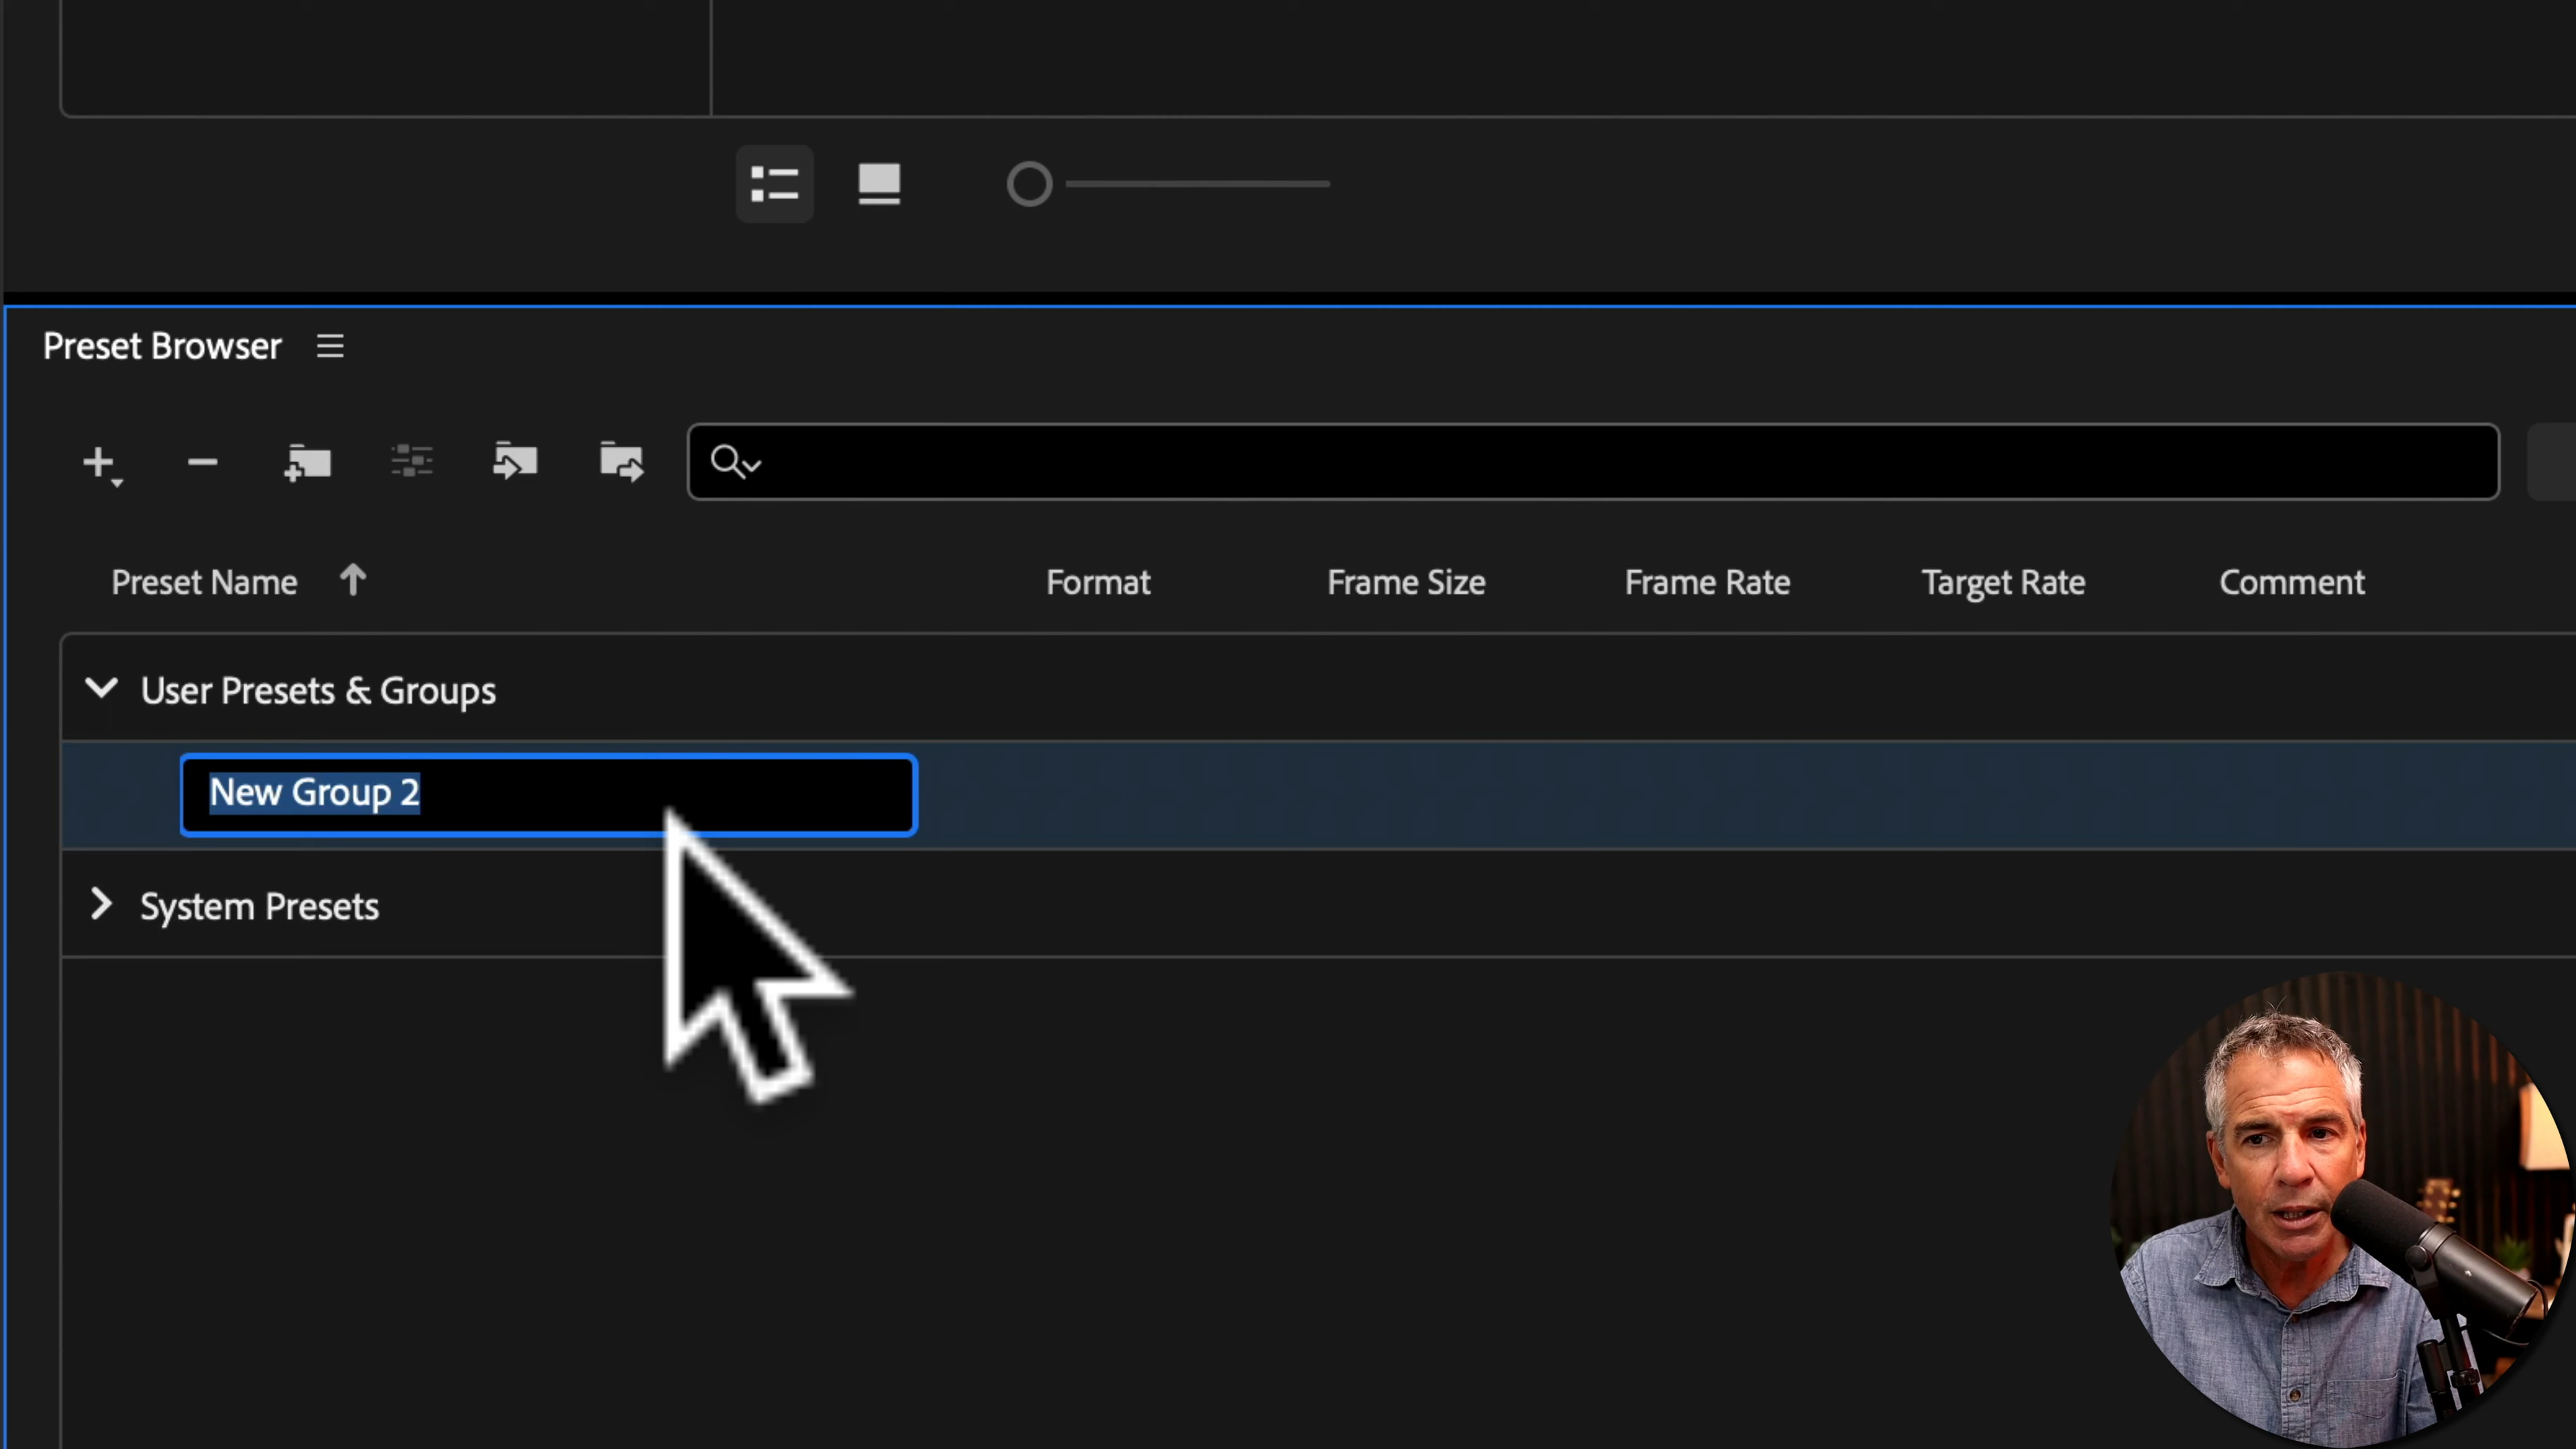 Preset Browser
Preset Name
Format
Frame Size
Frame Rate
Target Rate
Comment
User Presets & Groups
New Group 2
System Presets